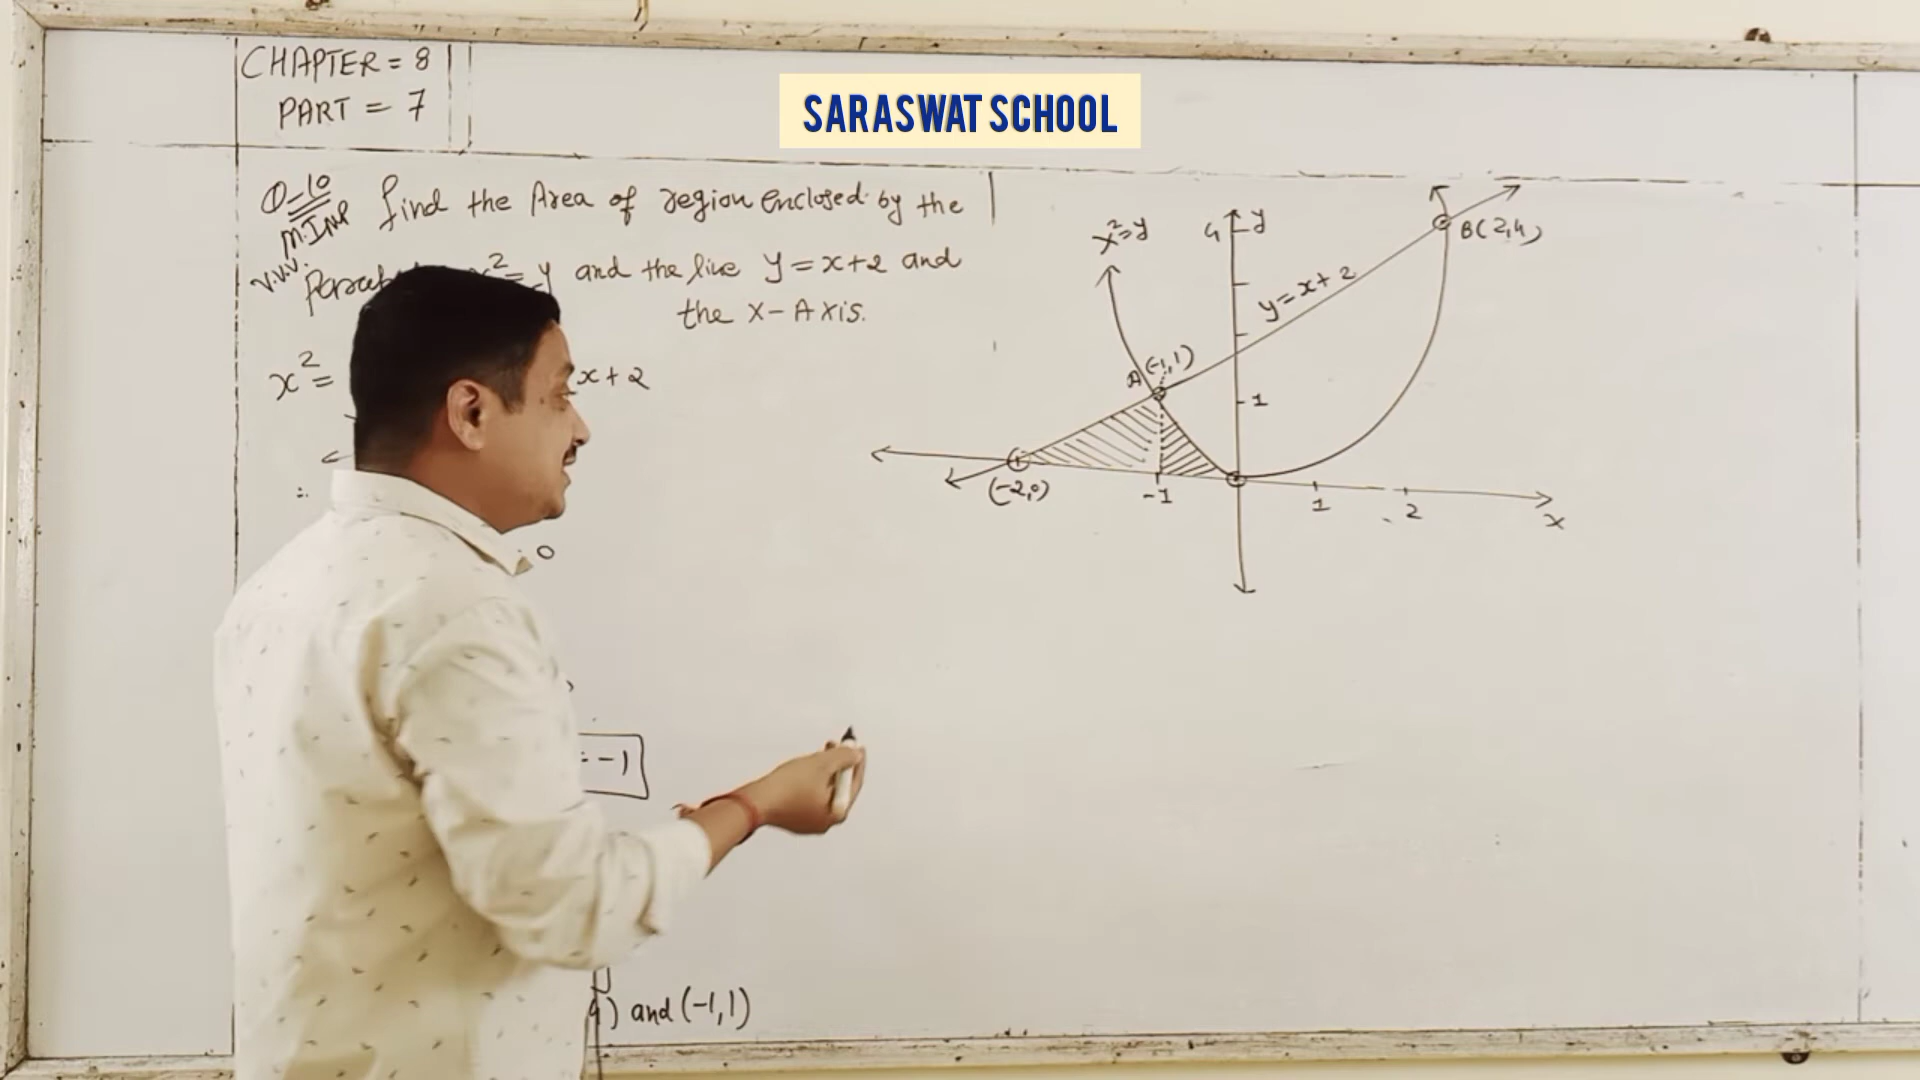 CHAPTER = 8
PART = 7
SARASWAT SCHOOL
Q-10 find the Area of region enclosed by the
M.Imp
V.V.V.
x²=y and the line y=x+2 and
the X-AXis.
x²= x+2
∴
0
= -1
) and (-1,1)
x²=y
4 y
B(2,4)
y=x+2
A (-1,1)
1
(-2,0) -1 1 2 x